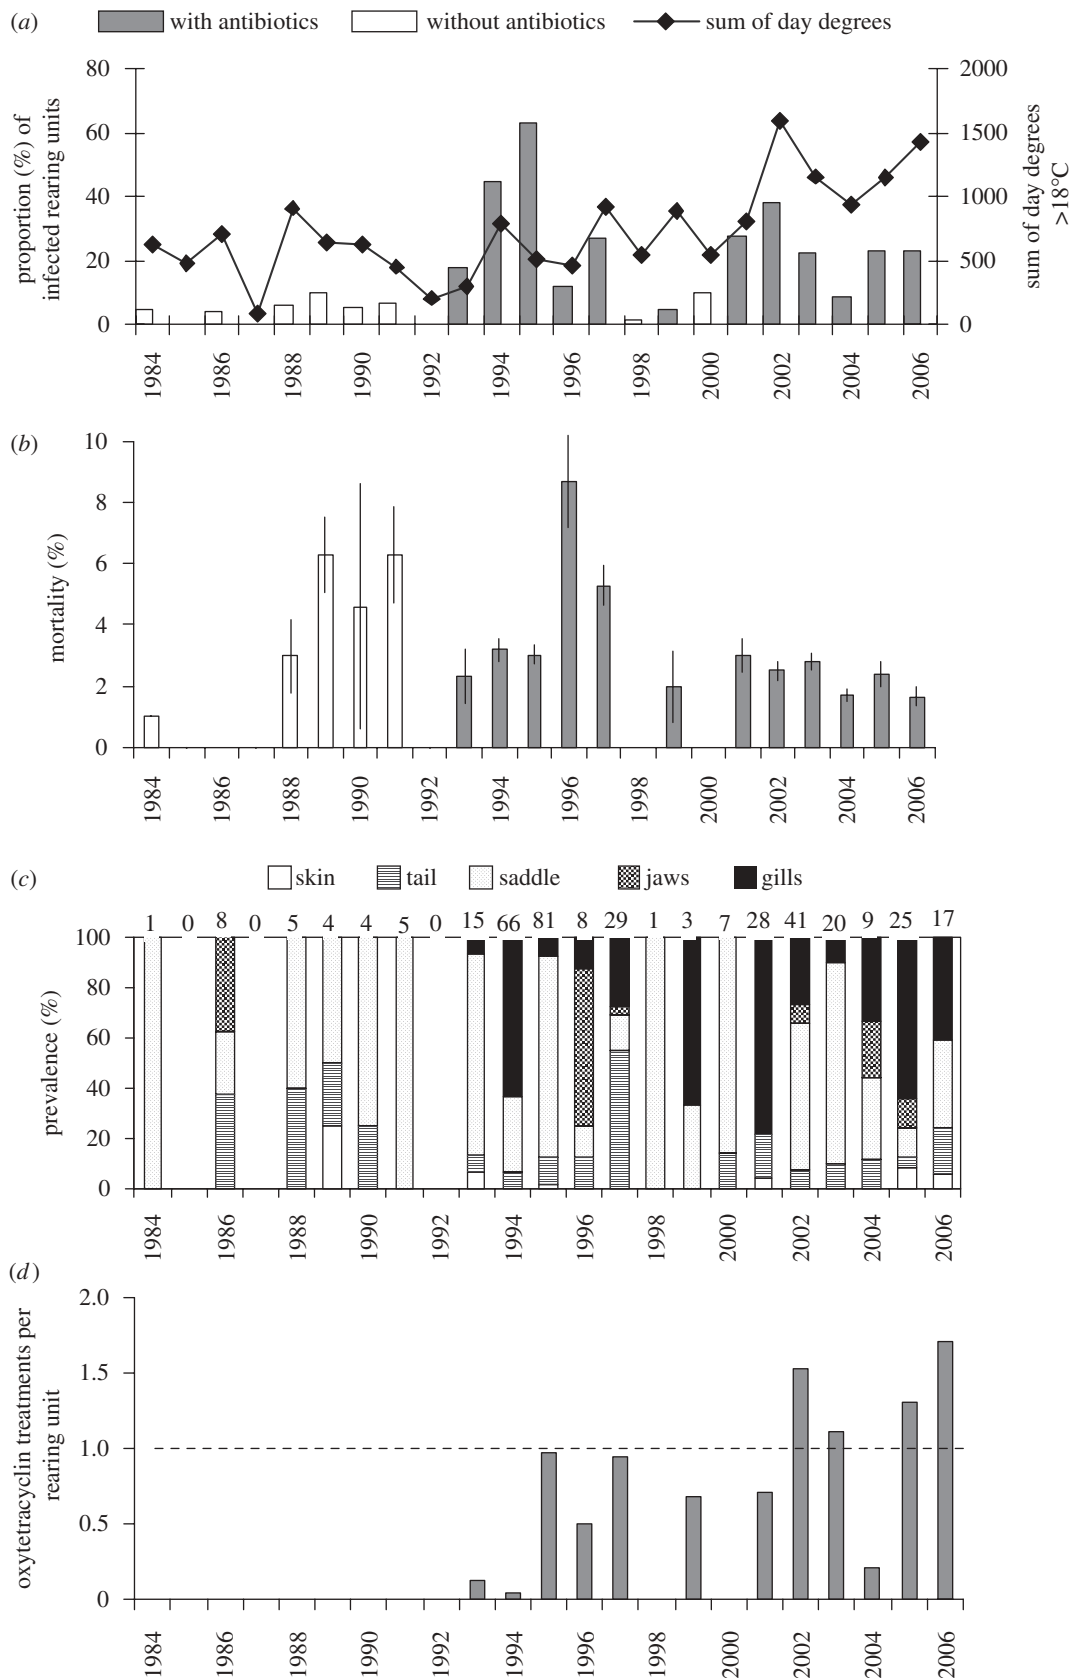 (a) with antibiotics without antibiotics sum of day degrees
proportion (%) of
infected rearing units
80
60
40
20
0
2000
1500
1000
500
0
sum of day degrees
>18°C
1984 1986 1988 1990 1992 1994 1996 1998 2000 2002 2004 2006
(b)
mortality (%)
10
8
6
4
2
0
1984 1986 1988 1990 1992 1994 1996 1998 2000 2002 2004 2006
(c) skin tail saddle jaws gills
1 0 8 0 5 4 4 5 0 15 66 81 8 29 1 3 7 28 41 20 9 25 17
prevalence (%)
100
80
60
40
20
0
1984 1986 1988 1990 1992 1994 1996 1998 2000 2002 2004 2006
(d)
oxytetracyclin treatments per
rearing unit
2.0
1.5
1.0
0.5
0
1984 1986 1988 1990 1992 1994 1996 1998 2000 2002 2004 2006